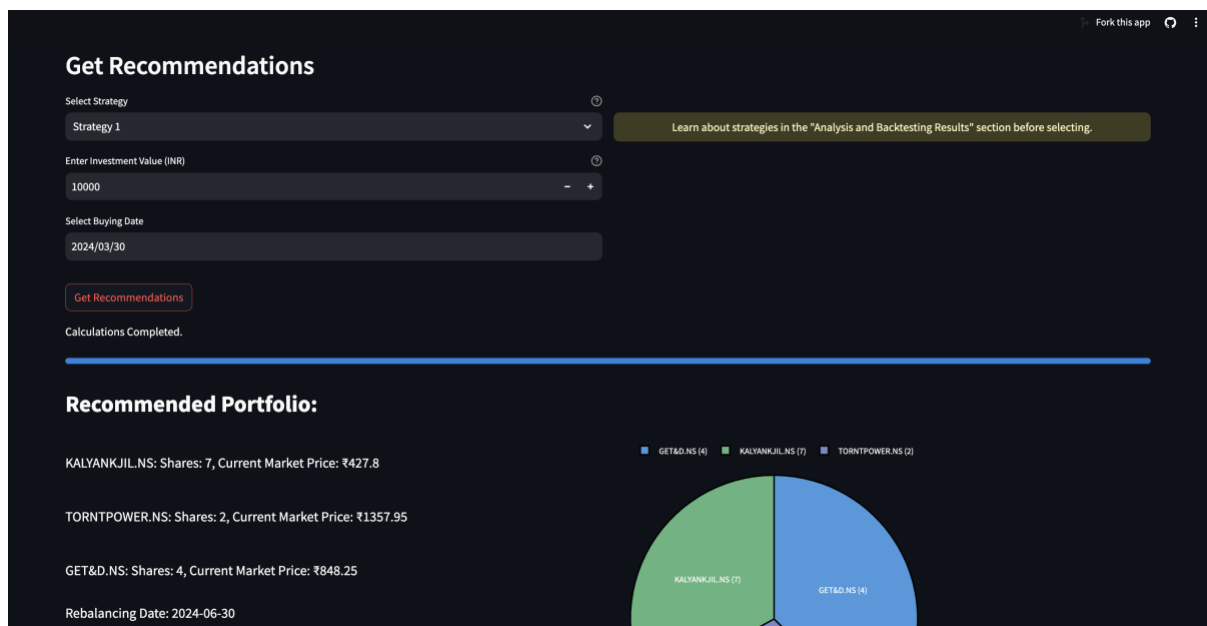 Fork this app
Get Recommendations
Select Strategy
Strategy 1
Learn about strategies in the "Analysis and Backtesting Results" section before selecting.
Enter Investment Value (INR)
10000
Select Buying Date
2024/03/30
Get Recommendations
Calculations Completed.
Recommended Portfolio:
GET&D.NS (4) KALYANKJIL.NS (7) TORNTPOWER.NS (2)
KALYANKJIL.NS: Shares: 7, Current Market Price: ₹427.8
TORNTPOWER.NS: Shares: 2, Current Market Price: ₹1357.95
GET&D.NS: Shares: 4, Current Market Price: ₹848.25
KALYANKJIL.NS (7)
GET&D.NS (4)
Rebalancing Date: 2024-06-30